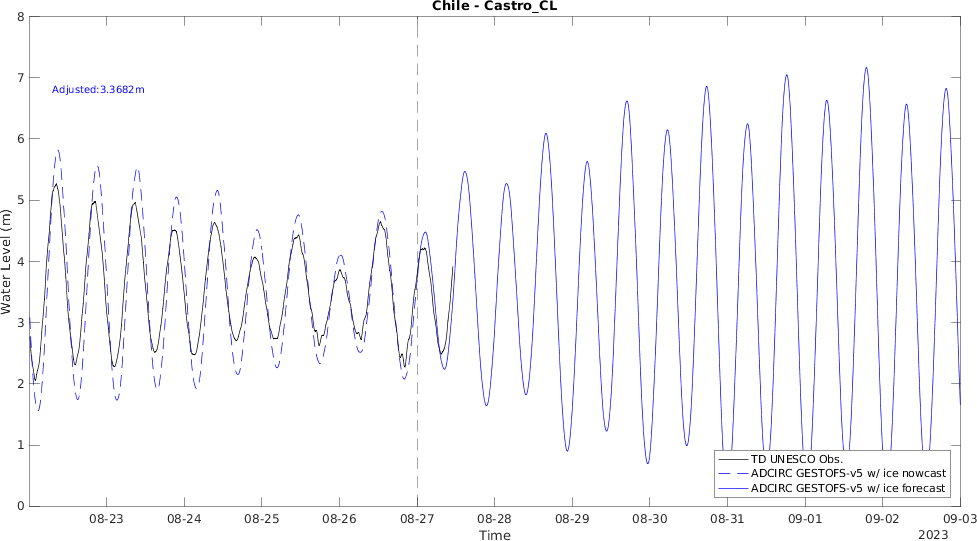 Chile - Castro_CL
8
7
Adjusted:3.3682m
6
5
4
3
2
1
0
Water Level (m)
TD UNESCO Obs.
ADCIRC GESTOFS-v5 w/ ice nowcast
ADCIRC GESTOFS-v5 w/ ice forecast
08-23 08-24 08-25 08-26 08-27 08-28 08-29 08-30 08-31 09-01 09-02 09-03
Time
2023